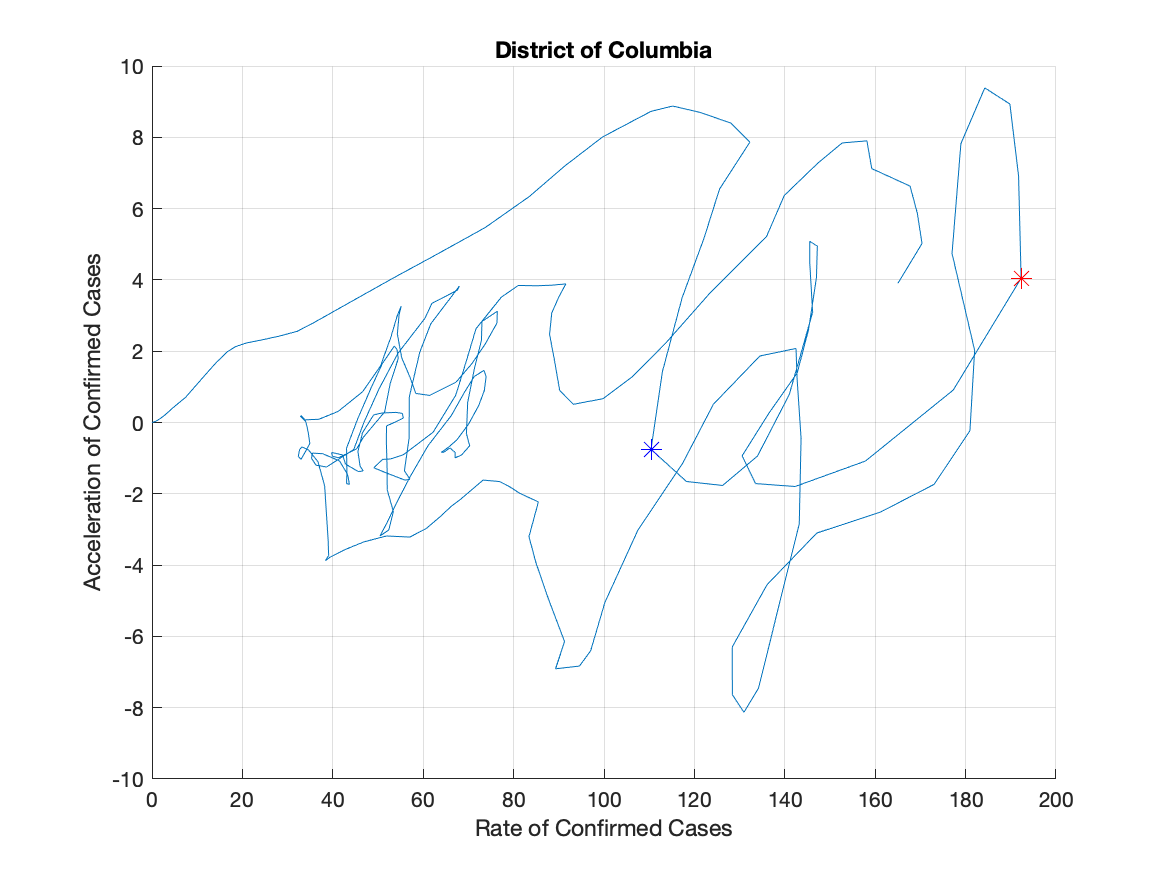 District of Columbia
10
8
6
4
2
0
-2
-4
-6
-8
-10
Acceleration of Confirmed Cases
0 20 40 60 80 100 120 140 160 180 200
Rate of Confirmed Cases